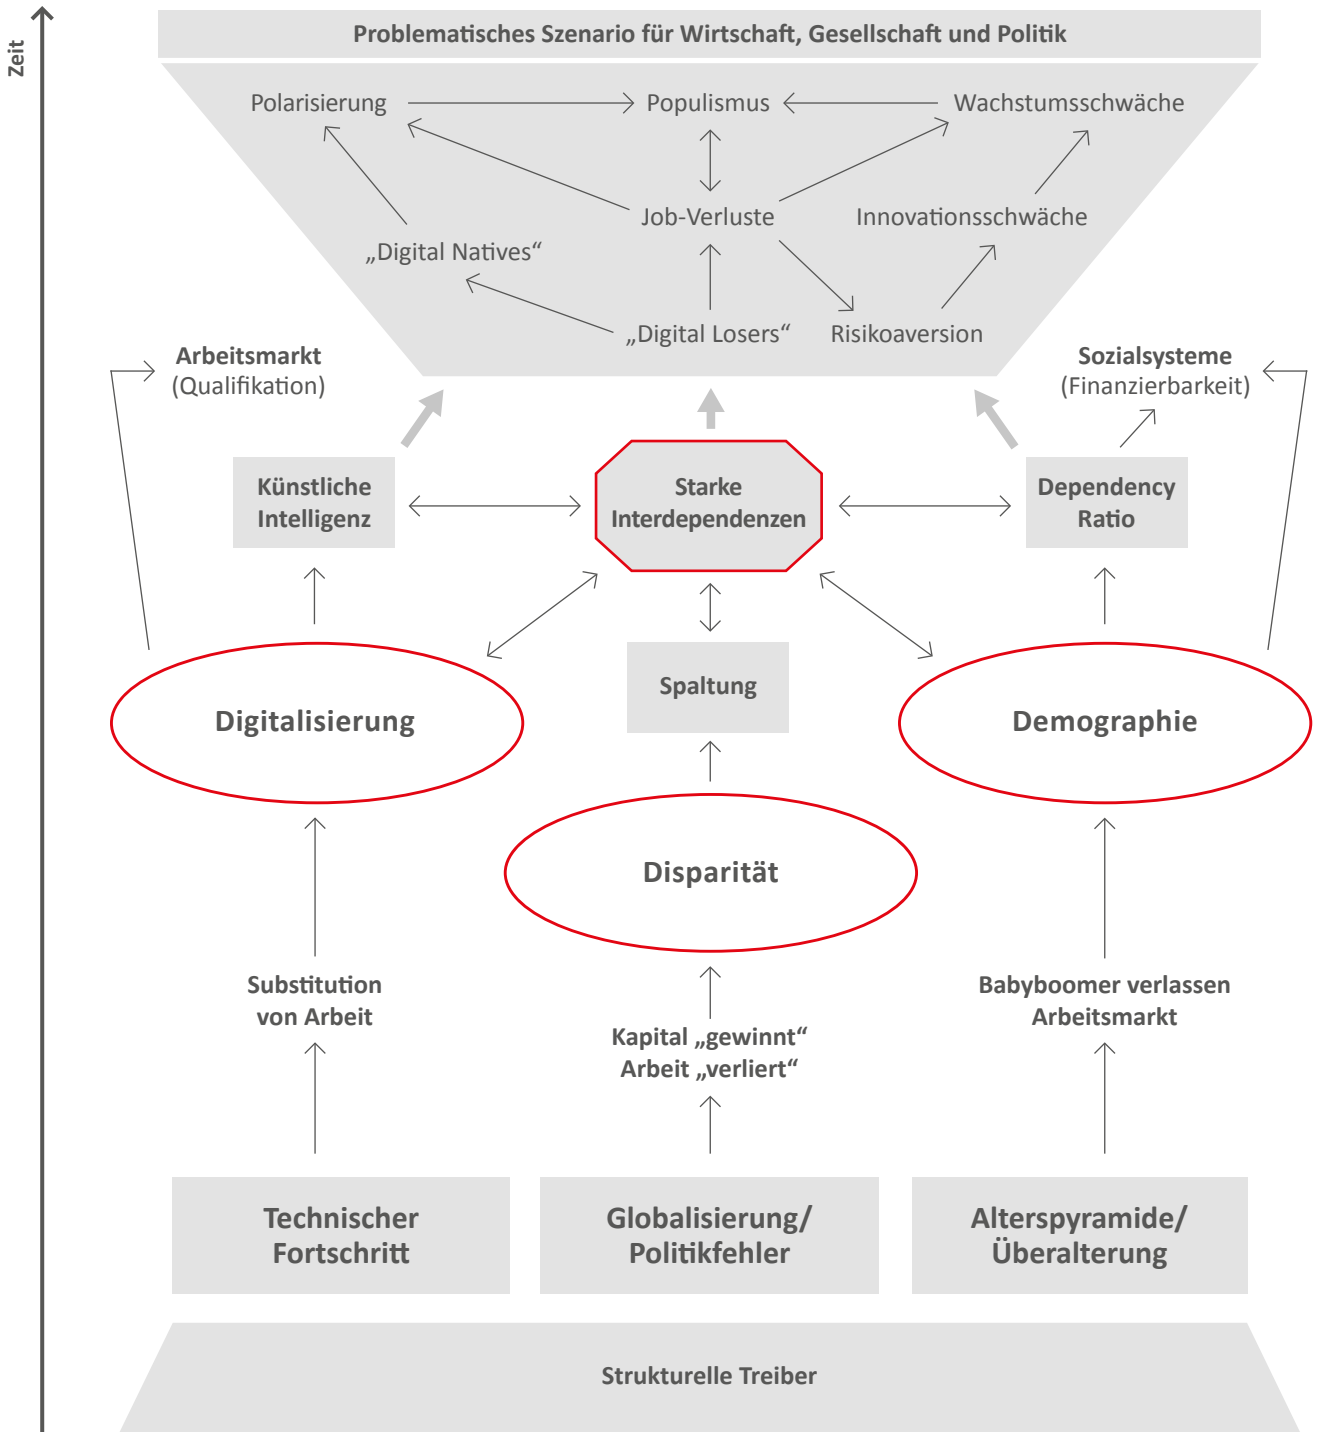 Zeit
Problematisches Szenario für Wirtschaft, Gesellschaft und Politik
Polarisierung
Populismus
Wachstumsschwäche
Job-Verluste
Innovationsschwäche
„Digital Natives“
„Digital Losers“
Risikoaversion
Arbeitsmarkt
(Qualifikation)
Sozialsysteme
(Finanzierbarkeit)
Künstliche
Intelligenz
Starke
Interdependenzen
Dependency
Ratio
Spaltung
Digitalisierung
Demographie
Disparität
Substitution
von Arbeit
Kapital „gewinnt“
Arbeit „verliert“
Babyboomer verlassen
Arbeitsmarkt
Technischer
Fortschritt
Globalisierung/
Politikfehler
Alterspyramide/
Überalterung
Strukturelle Treiber